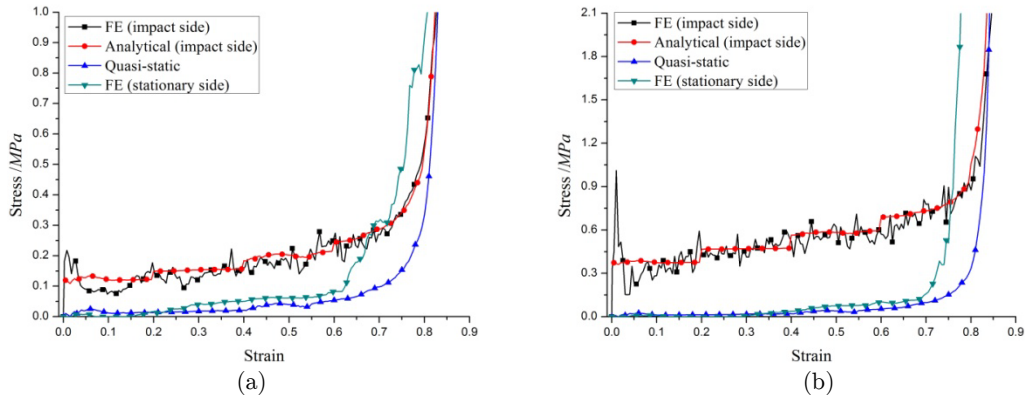 FE (impact side)
Analytical (impact side)
Quasi-static
FE (stationary side)
Stress /MPa
1.0
0.9
0.8
0.7
0.6
0.5
0.4
0.3
0.2
0.1
0.0
0.0 0.1 0.2 0.3 0.4 0.5 0.6 0.7 0.8 0.9
Strain
(a)
FE (impact side)
Analytical (impact side)
Quasi-static
FE (stationary side)
Stress /MPa
2.1
1.8
1.5
1.2
0.9
0.6
0.3
0.0
0.0 0.1 0.2 0.3 0.4 0.5 0.6 0.7 0.8 0.9
Strain
(b)